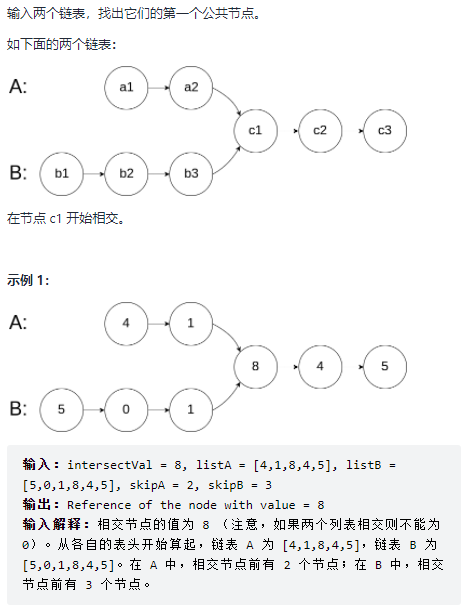 输入两个链表，找出它们的第一个公共节点。
如下面的两个链表：
A: a1 a2
c1 c2 c3
B: b1 b2 b3
在节点 c1 开始相交。
示例 1：
A: 4 1
8 4 5
B: 5 0 1
输入：intersectVal = 8, listA = [4,1,8,4,5], listB =
[5,0,1,8,4,5], skipA = 2, skipB = 3
输出：Reference of the node with value = 8
输入解释：相交节点的值为 8 （注意，如果两个列表相交则不能为
0）。从各自的表头开始算起，链表 A 为 [4,1,8,4,5]，链表 B 为
[5,0,1,8,4,5]。在 A 中，相交节点前有 2 个节点；在 B 中，相交
节点前有 3 个节点。